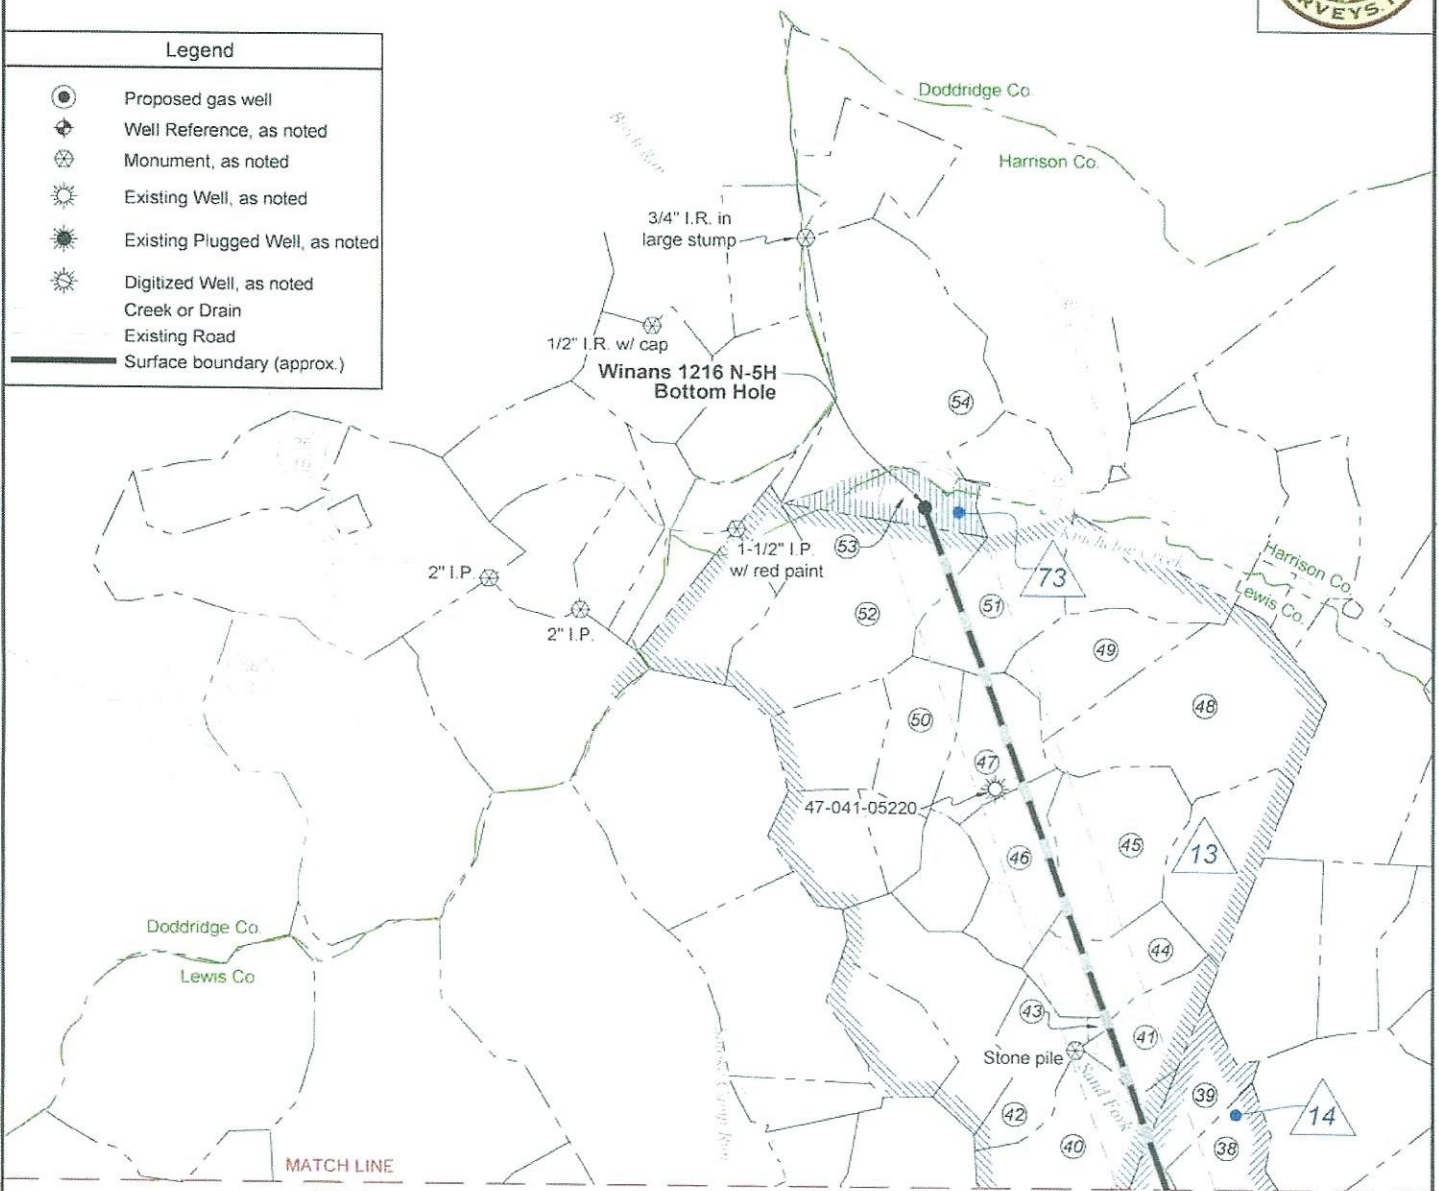 RVEYS,
Legend
Proposed gas well
Well Reference, as noted
Monument, as noted
Existing Well, as noted
Existing Plugged Well, as noted
Digitized Well, as noted
Creek or Drain
Existing Road
Surface boundary (approx.)
Doddridge Co.
Harrison Co.
3/4" I.R. in
large stump
1/2" I.R. w/ cap
Winans 1216 N-5H
Bottom Hole
54
53
1-1/2" I.P.
w/ red paint
73
Harrison Co.
Lewis Co.
2" I.P.
2" I.P.
52
51
49
48
50
47
47-041-05220
46
45
13
44
Doddridge Co.
Lewis Co
43
41
Stone pile
Sand Fork
39
14
42
40
38
MATCH LINE